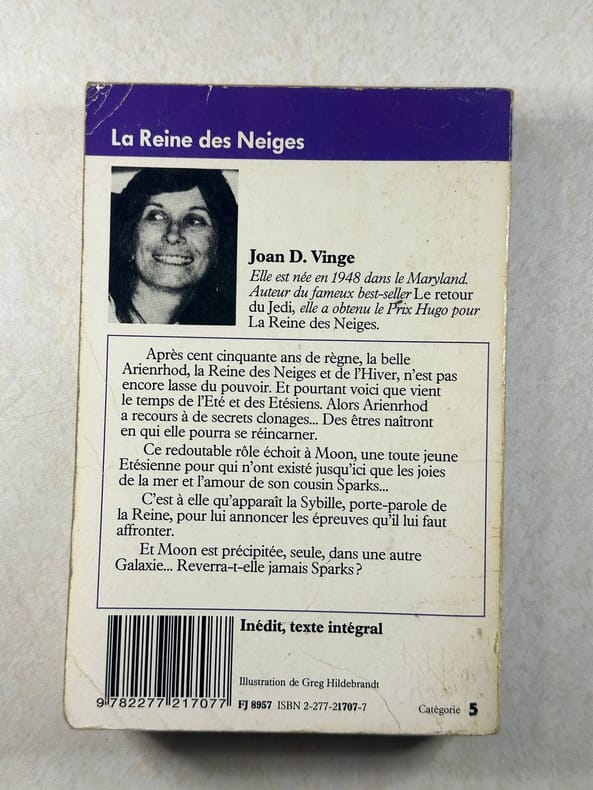 La Reine des Neiges
Joan D. Vinge
Elle est née en 1948 dans le Maryland.
Auteur du fameux best-seller Le retour
du Jedi, elle a obtenu le Prix Hugo pour
La Reine des Neiges.
Après cent cinquante ans de règne, la belle
Arienrhod, la Reine des Neiges et de l'Hiver, n'est pas
encore lasse du pouvoir. Et pourtant voici que vient
le temps de l'Eté et des Etésiens. Alors Arienrhod
a recours à de secrets clonages... Des êtres naîtront
en qui elle pourra se réincarner.
Ce redoutable rôle échoit à Moon, une toute jeune
Etésienne pour qui n'ont existé jusqu'ici que les joies
de la mer et l'amour de son cousin Sparks...
C'est à elle qu'apparaît la Sybille, porte-parole de
la Reine, pour lui annoncer les épreuves qu'il lui faut
affronter.
Et Moon est précipitée, seule, dans une autre
Galaxie... Reverra-t-elle jamais Sparks ?
Inédit, texte intégral
Illustration de Greg Hildebrandt
9 782277 217077
FJ 8957 ISBN 2-277-21707-7
Catégorie 5